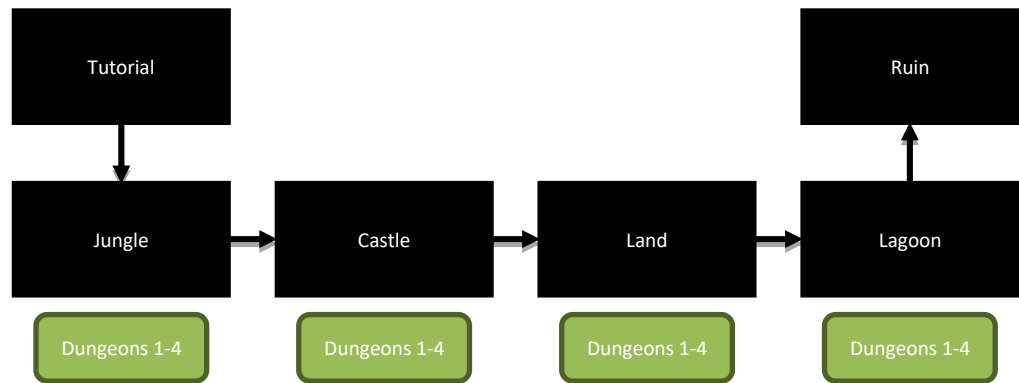 Tutorial
Ruin
Jungle
Castle
Land
Lagoon
Dungeons 1-4
Dungeons 1-4
Dungeons 1-4
Dungeons 1-4